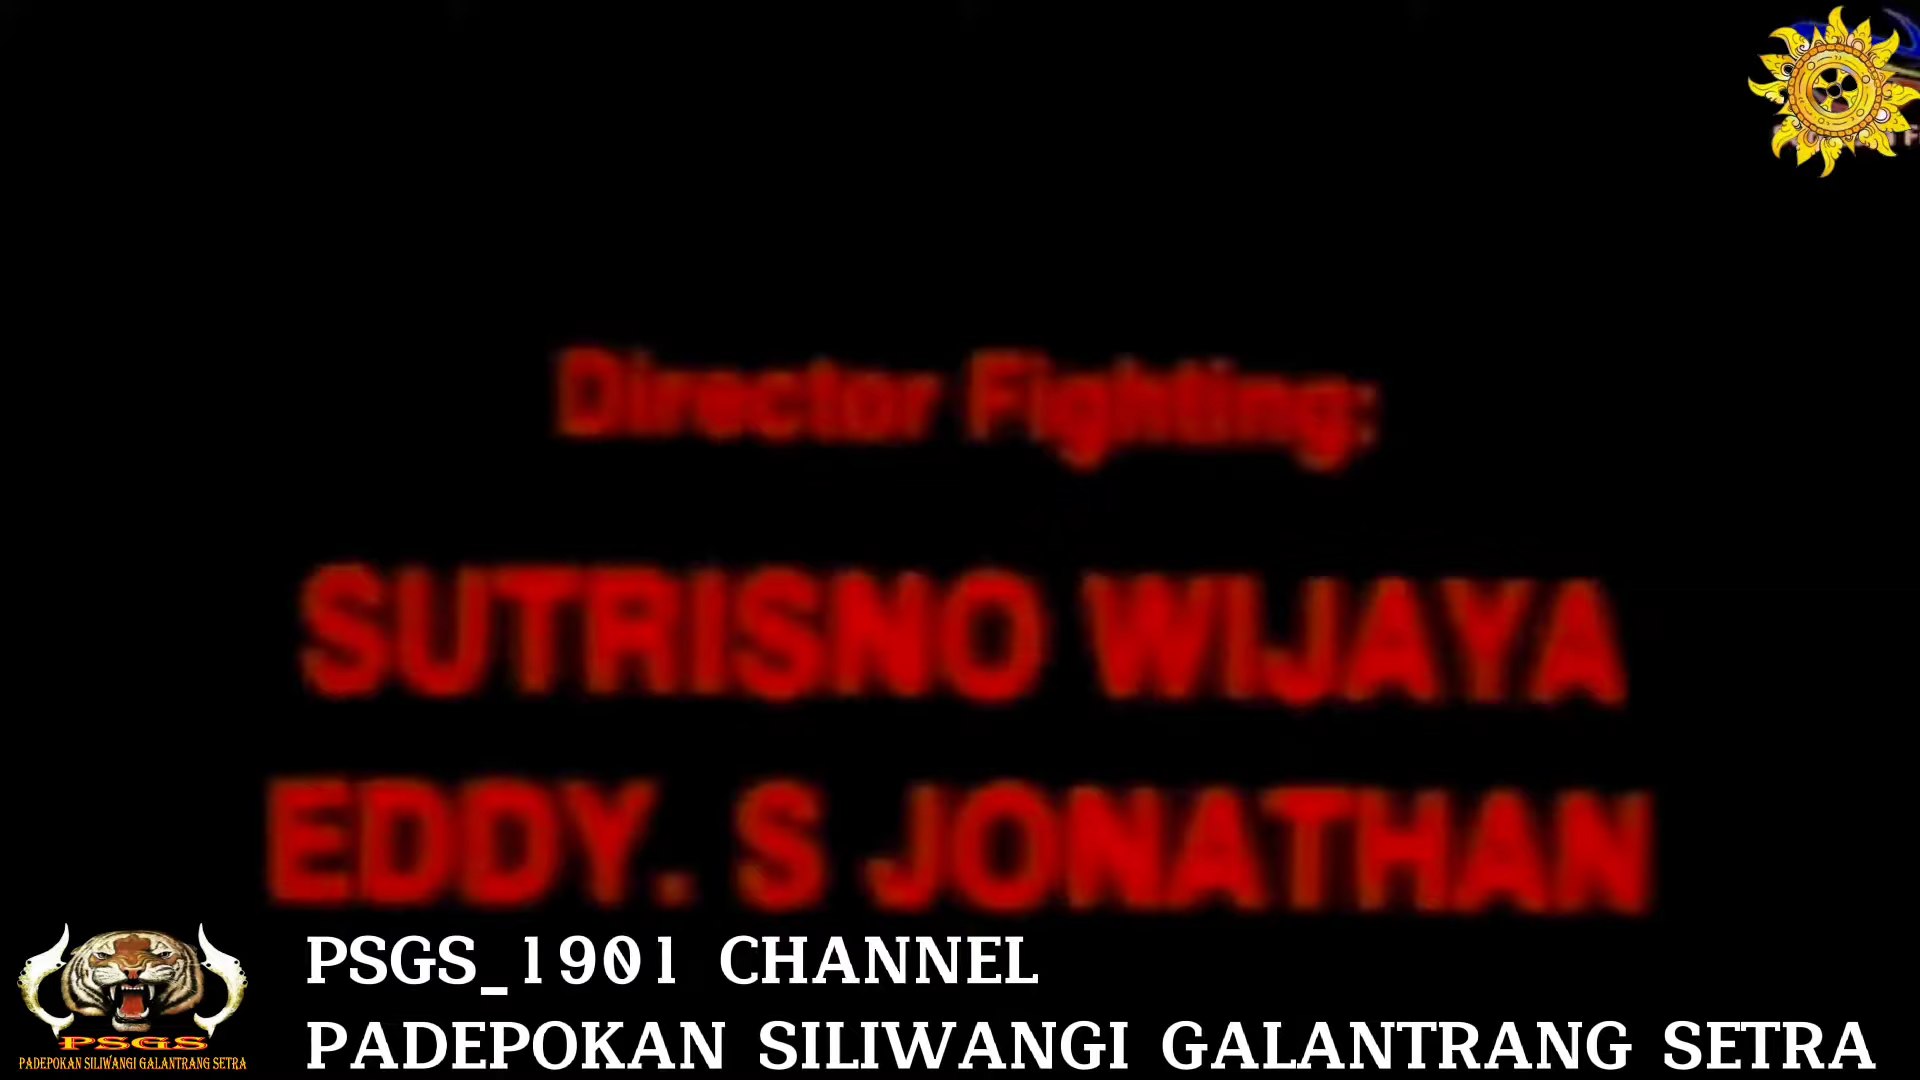 Director Fighting:
SUTRISNO WIJAYA
EDDY. S JONATHAN
PSGS_1901 CHANNEL
PADEPOKAN SILIWANGI GALANTRANG SETRA
PSGS
PADEPOKAN SILIWANGI GALANTRANG SETRA